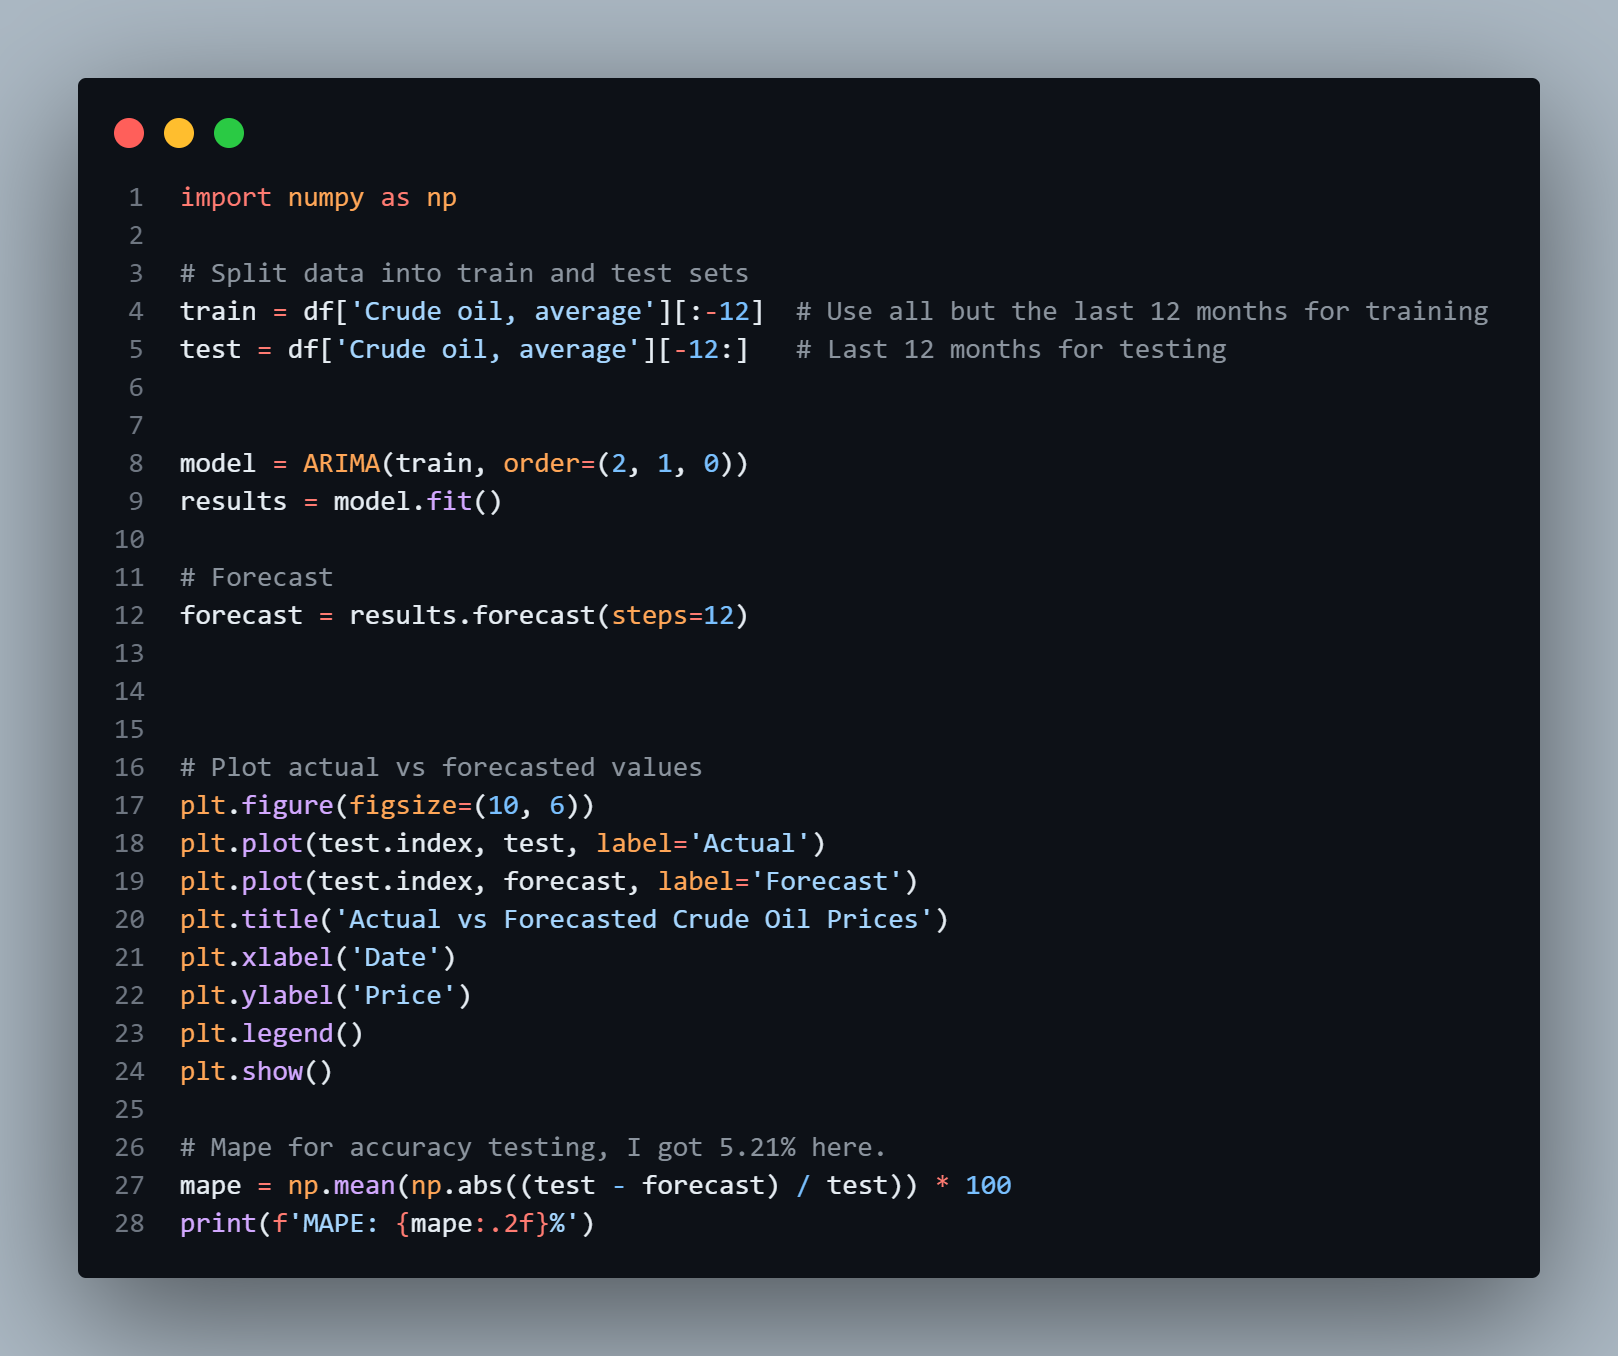 1 import numpy as np
2
3 # Split data into train and test sets
4 train = df['Crude oil, average'][:-12]  # Use all but the last 12 months for training
5 test = df['Crude oil, average'][-12:]   # Last 12 months for testing
6
7
8 model = ARIMA(train, order=(2, 1, 0))
9 results = model.fit()
10
11 # Forecast
12 forecast = results.forecast(steps=12)
13
14
15
16 # Plot actual vs forecasted values
17 plt.figure(figsize=(10, 6))
18 plt.plot(test.index, test, label='Actual')
19 plt.plot(test.index, forecast, label='Forecast')
20 plt.title('Actual vs Forecasted Crude Oil Prices')
21 plt.xlabel('Date')
22 plt.ylabel('Price')
23 plt.legend()
24 plt.show()
25
26 # Mape for accuracy testing, I got 5.21% here.
27 mape = np.mean(np.abs((test - forecast) / test)) * 100
28 print(f'MAPE: {mape:.2f}%')